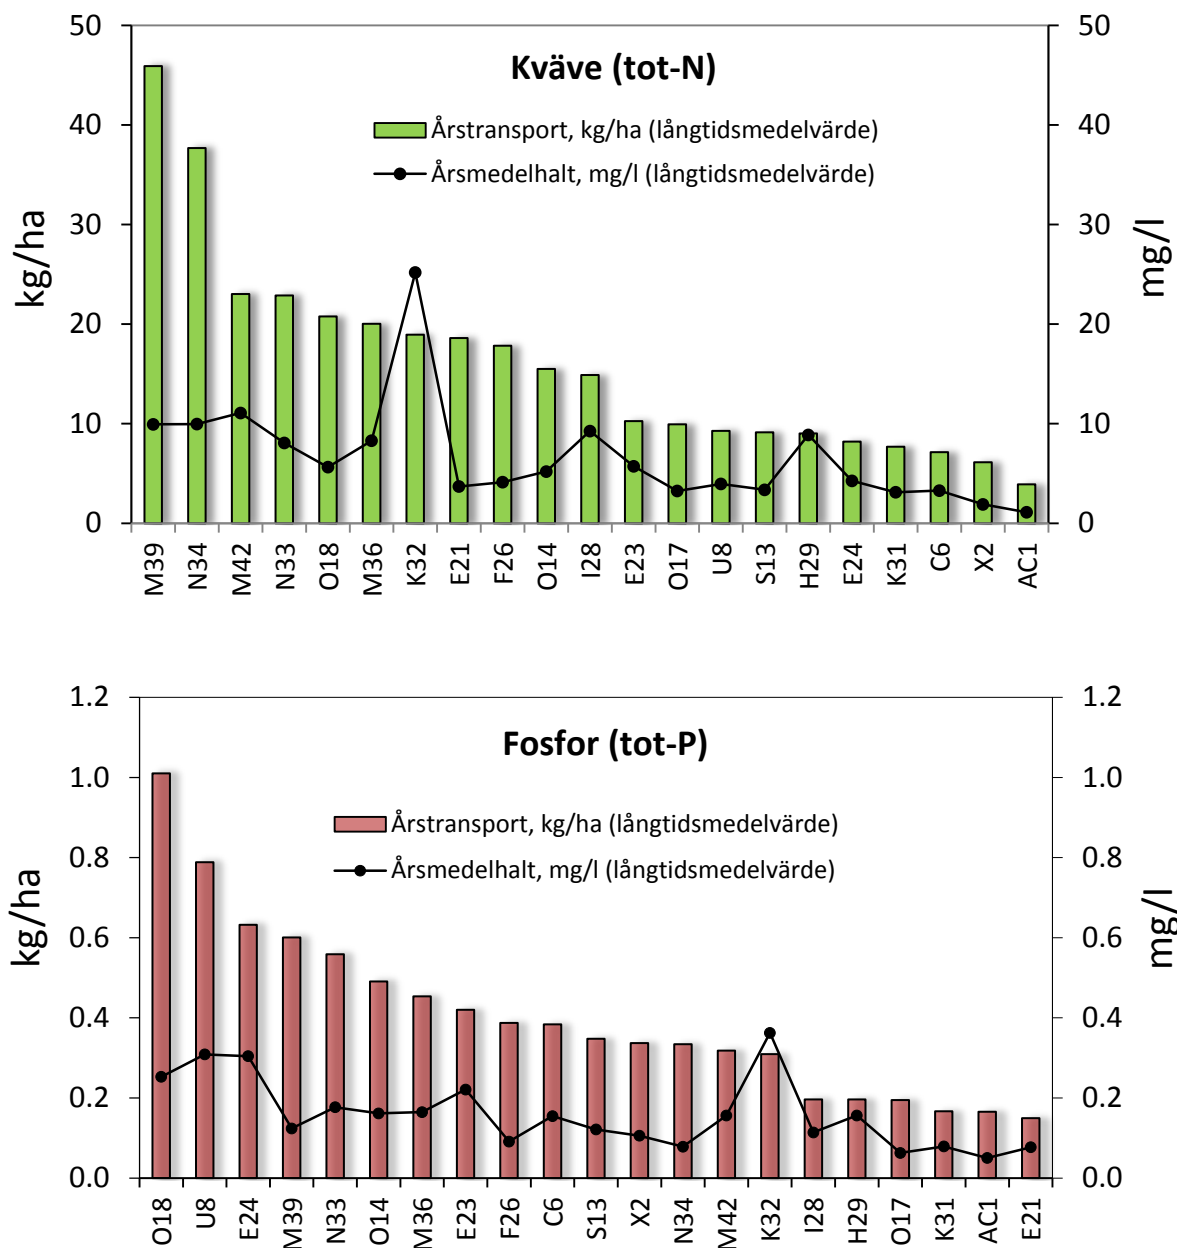 Kväve (tot-N)
Årstransport, kg/ha (långtidsmedelvärde)
Årsmedelhalt, mg/l (långtidsmedelvärde)
kg/ha
50
40
30
20
10
0
mg/l
50
40
30
20
10
0
M39 N34 M42 N33 O18 M36 K32 E21 F26 O14 I28 E23 O17 U8 S13 H29 E24 K31 C6 X2 AC1
Fosfor (tot-P)
Årstransport, kg/ha (långtidsmedelvärde)
Årsmedelhalt, mg/l (långtidsmedelvärde)
kg/ha
1.2
1.0
0.8
0.6
0.4
0.2
0.0
mg/l
1.2
1.0
0.8
0.6
0.4
0.2
0.0
O18 U8 E24 M39 N33 O14 M36 E23 F26 C6 S13 X2 N34 M42 K32 I28 H29 O17 K31 AC1 E21